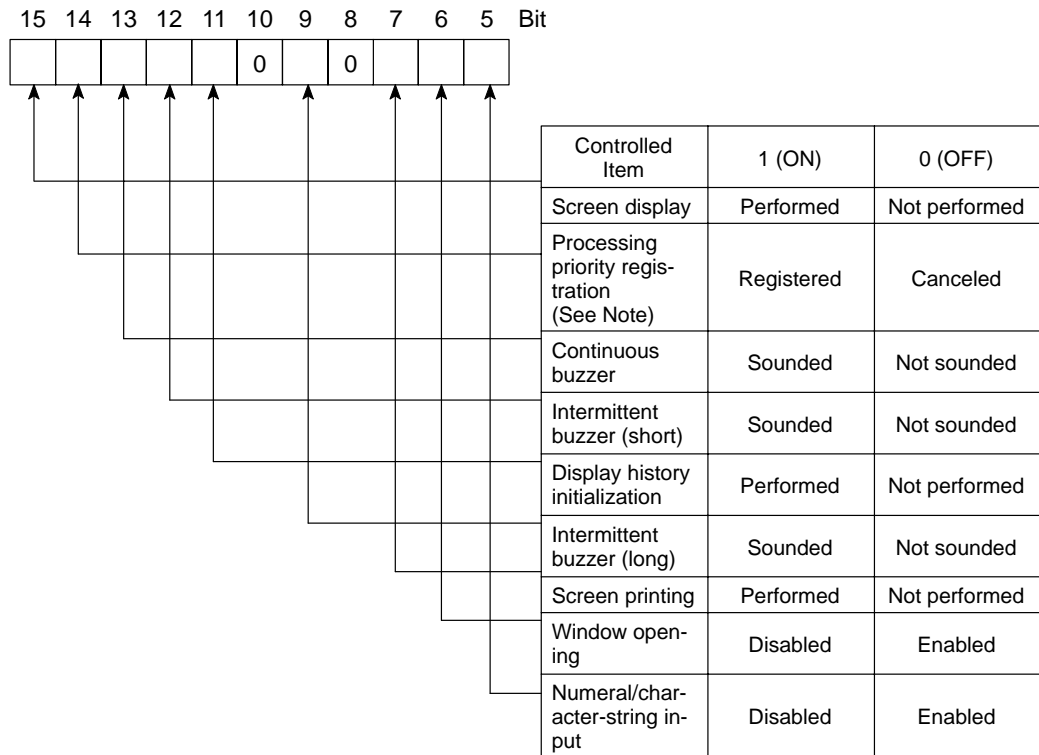 15 14 13 12 11 10 9 8 7 6 5 Bit
0 0
Controlled
Item 1 (ON) 0 (OFF)
Screen display Performed Not performed
Processing
priority regis-
tration
(See Note) Registered Canceled
Continuous
buzzer Sounded Not sounded
Intermittent
buzzer (short) Sounded Not sounded
Display history
initialization Performed Not performed
Intermittent
buzzer (long) Sounded Not sounded
Screen printing Performed Not performed
Window open-
ing Disabled Enabled
Numeral/char-
acter-string in-
put Disabled Enabled